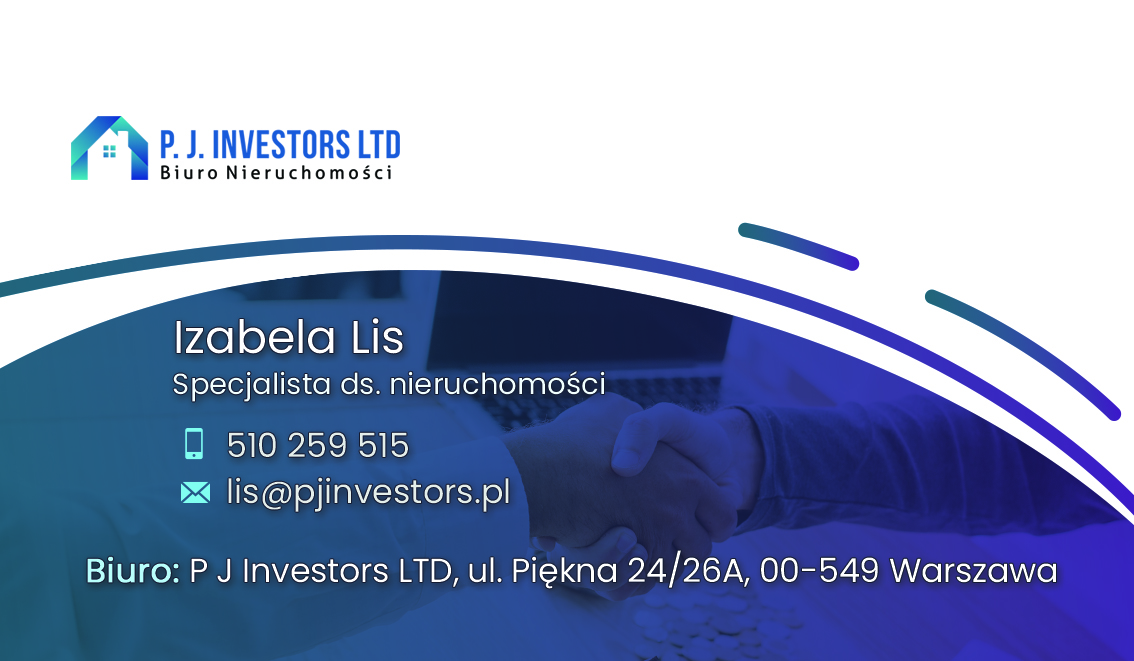 P. J. INVESTORS LTD
Biuro Nieruchomości
Izabela Lis
Specjalista ds. nieruchomości
510 259 515
lis@pjinvestors.pl
Biuro: P J Investors LTD, ul. Piękna 24/26A, 00-549 Warszawa